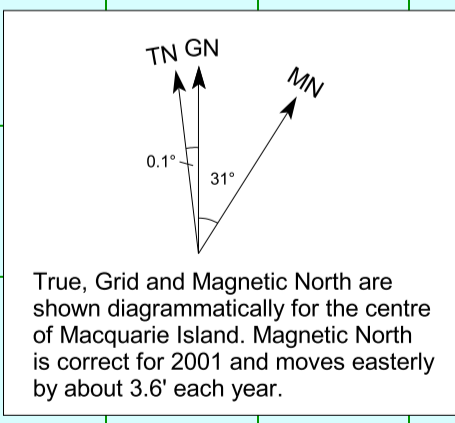 TN GN
MN
0.1°
31°
True, Grid and Magnetic North are
shown diagrammatically for the centre
of Macquarie Island. Magnetic North
is correct for 2001 and moves easterly
by about 3.6' each year.